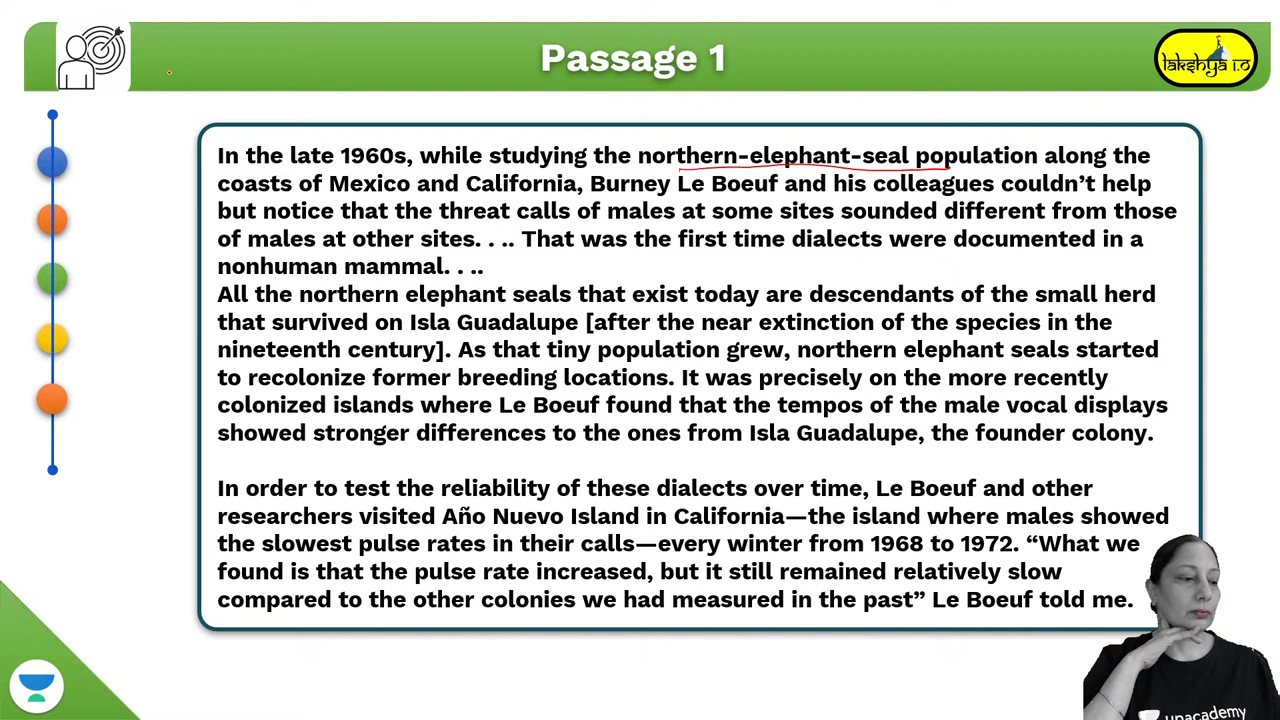 Passage 1
lakshya 1.0
In the late 1960s, while studying the northern-elephant-seal population along the
coasts of Mexico and California, Burney Le Boeuf and his colleagues couldn’t help
but notice that the threat calls of males at some sites sounded different from those
of males at other sites. . .. That was the first time dialects were documented in a
nonhuman mammal. . ..
All the northern elephant seals that exist today are descendants of the small herd
that survived on Isla Guadalupe [after the near extinction of the species in the
nineteenth century]. As that tiny population grew, northern elephant seals started
to recolonize former breeding locations. It was precisely on the more recently
colonized islands where Le Boeuf found that the tempos of the male vocal displays
showed stronger differences to the ones from Isla Guadalupe, the founder colony.
In order to test the reliability of these dialects over time, Le Boeuf and other
researchers visited Año Nuevo Island in California—the island where males showed
the slowest pulse rates in their calls—every winter from 1968 to 1972. “What we
found is that the pulse rate increased, but it still remained relatively slow
compared to the other colonies we had measured in the past” Le Boeuf told me.
unacademy